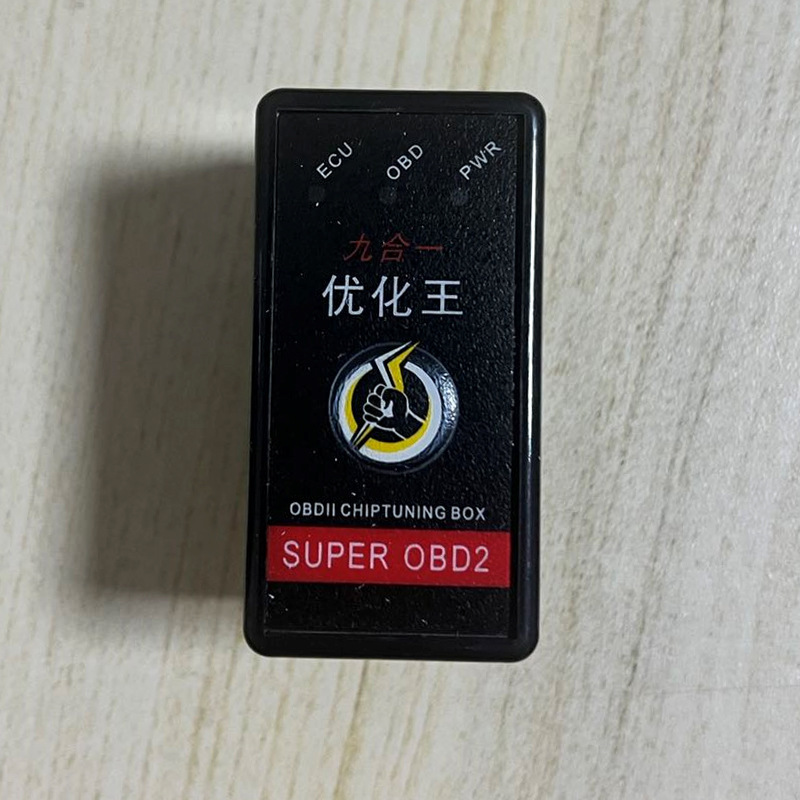 ECU OBD PWR
九合一
优化王
OBDII CHIPTUNING BOX
SUPER OBD2